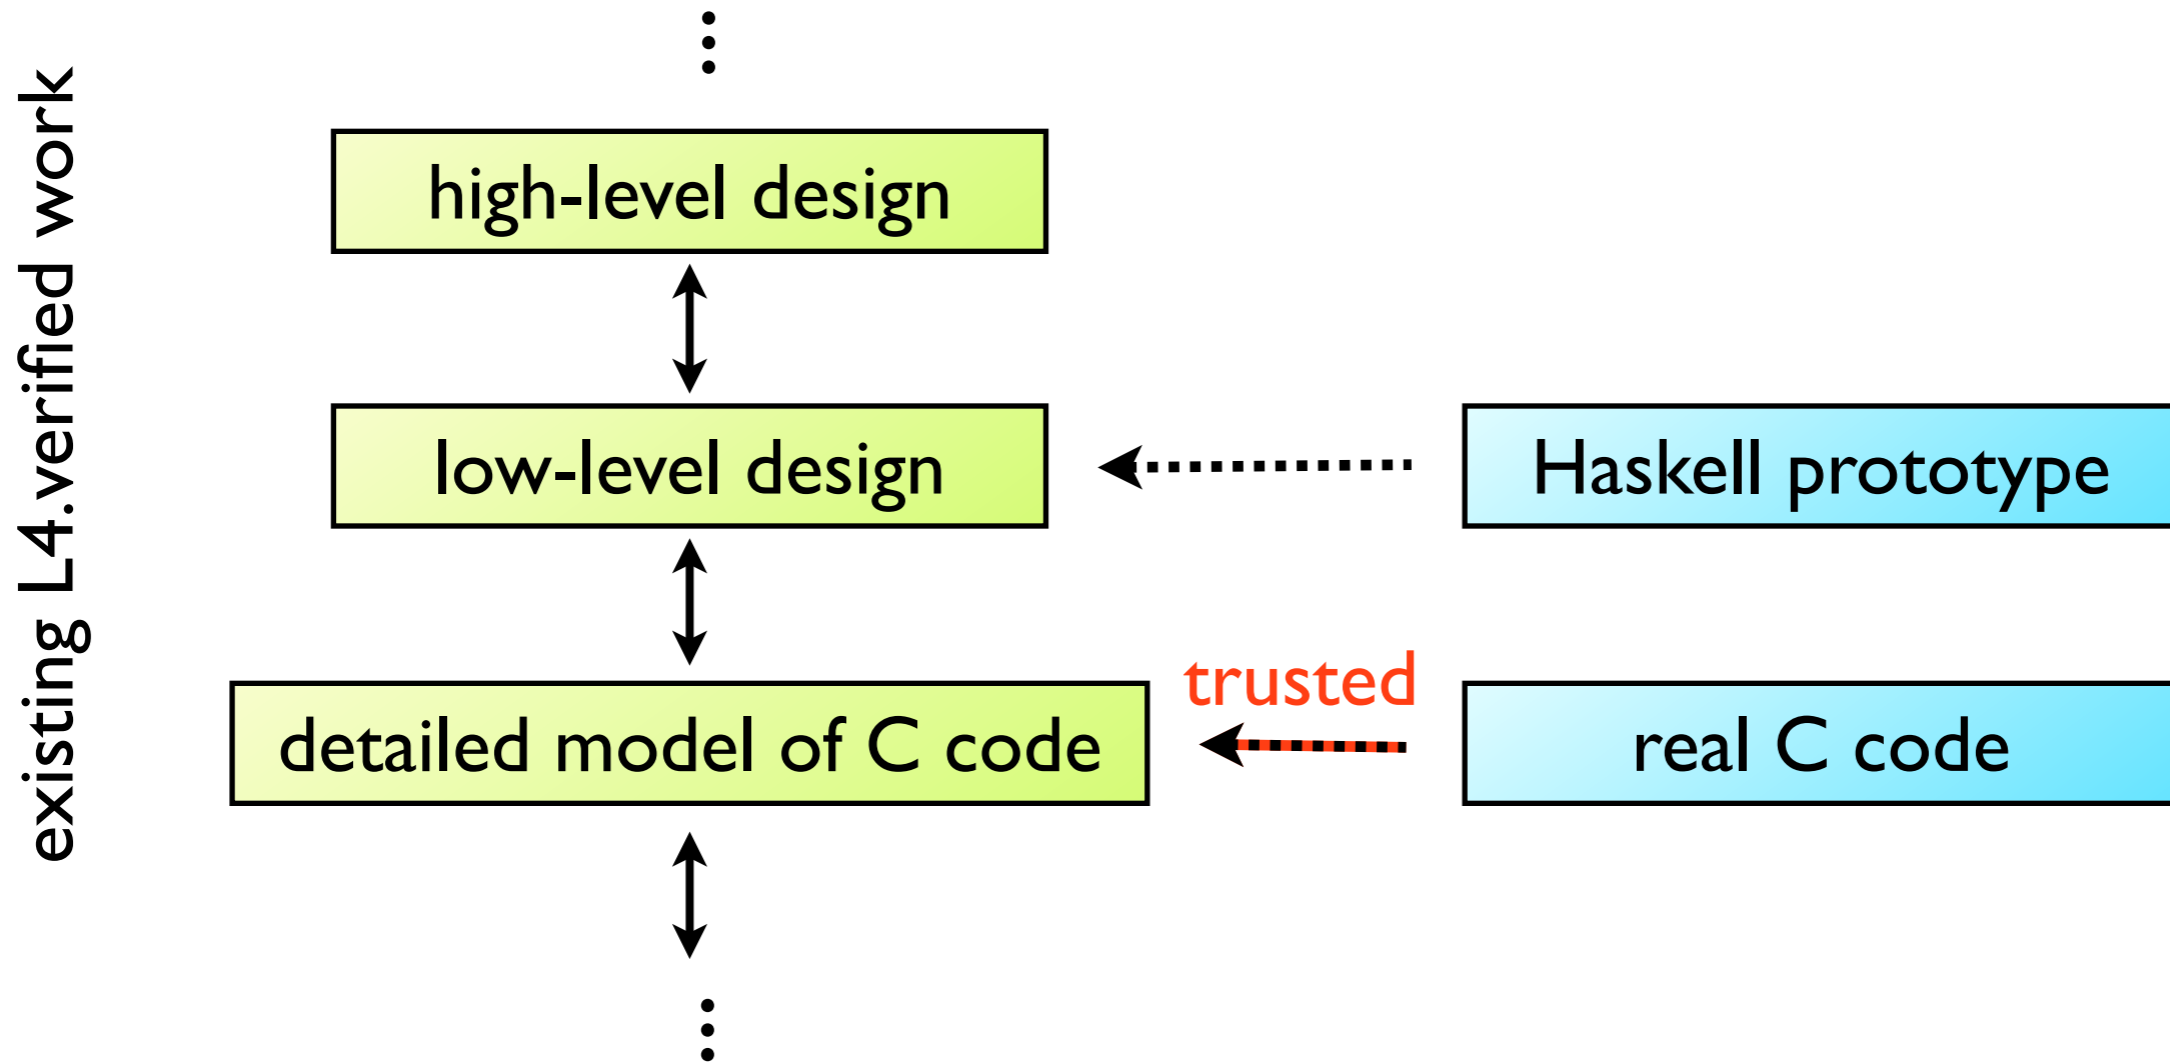 existing L4.verified work
high-level design
low-level design
Haskell prototype
trusted
detailed model of C code
real C code